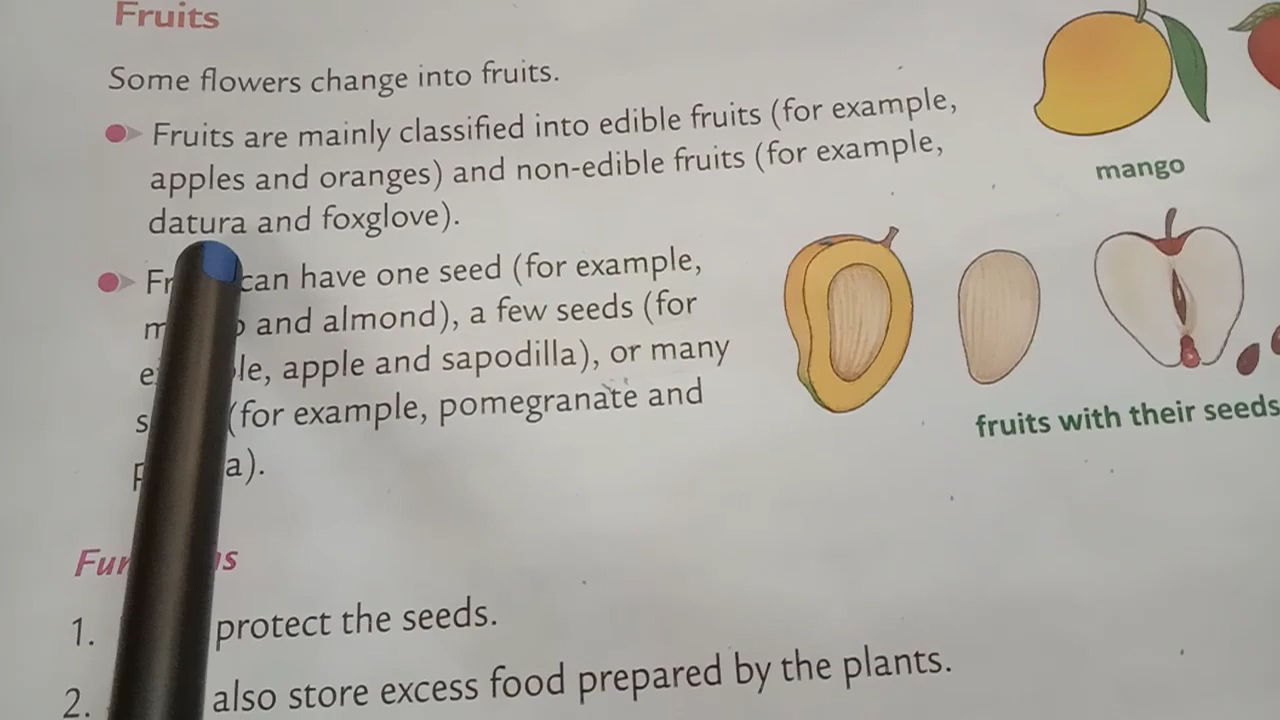 Fruits
Some flowers change into fruits.
Fruits are mainly classified into edible fruits (for example,
apples and oranges) and non-edible fruits (for example,
datura and foxglove).
can have one seed (for example,
and almond), a few seeds (for
apple and sapodilla), or many
(for example, pomegranate and
mango
fruits with their seeds
1. protect the seeds.
2. also store excess food prepared by the plants.